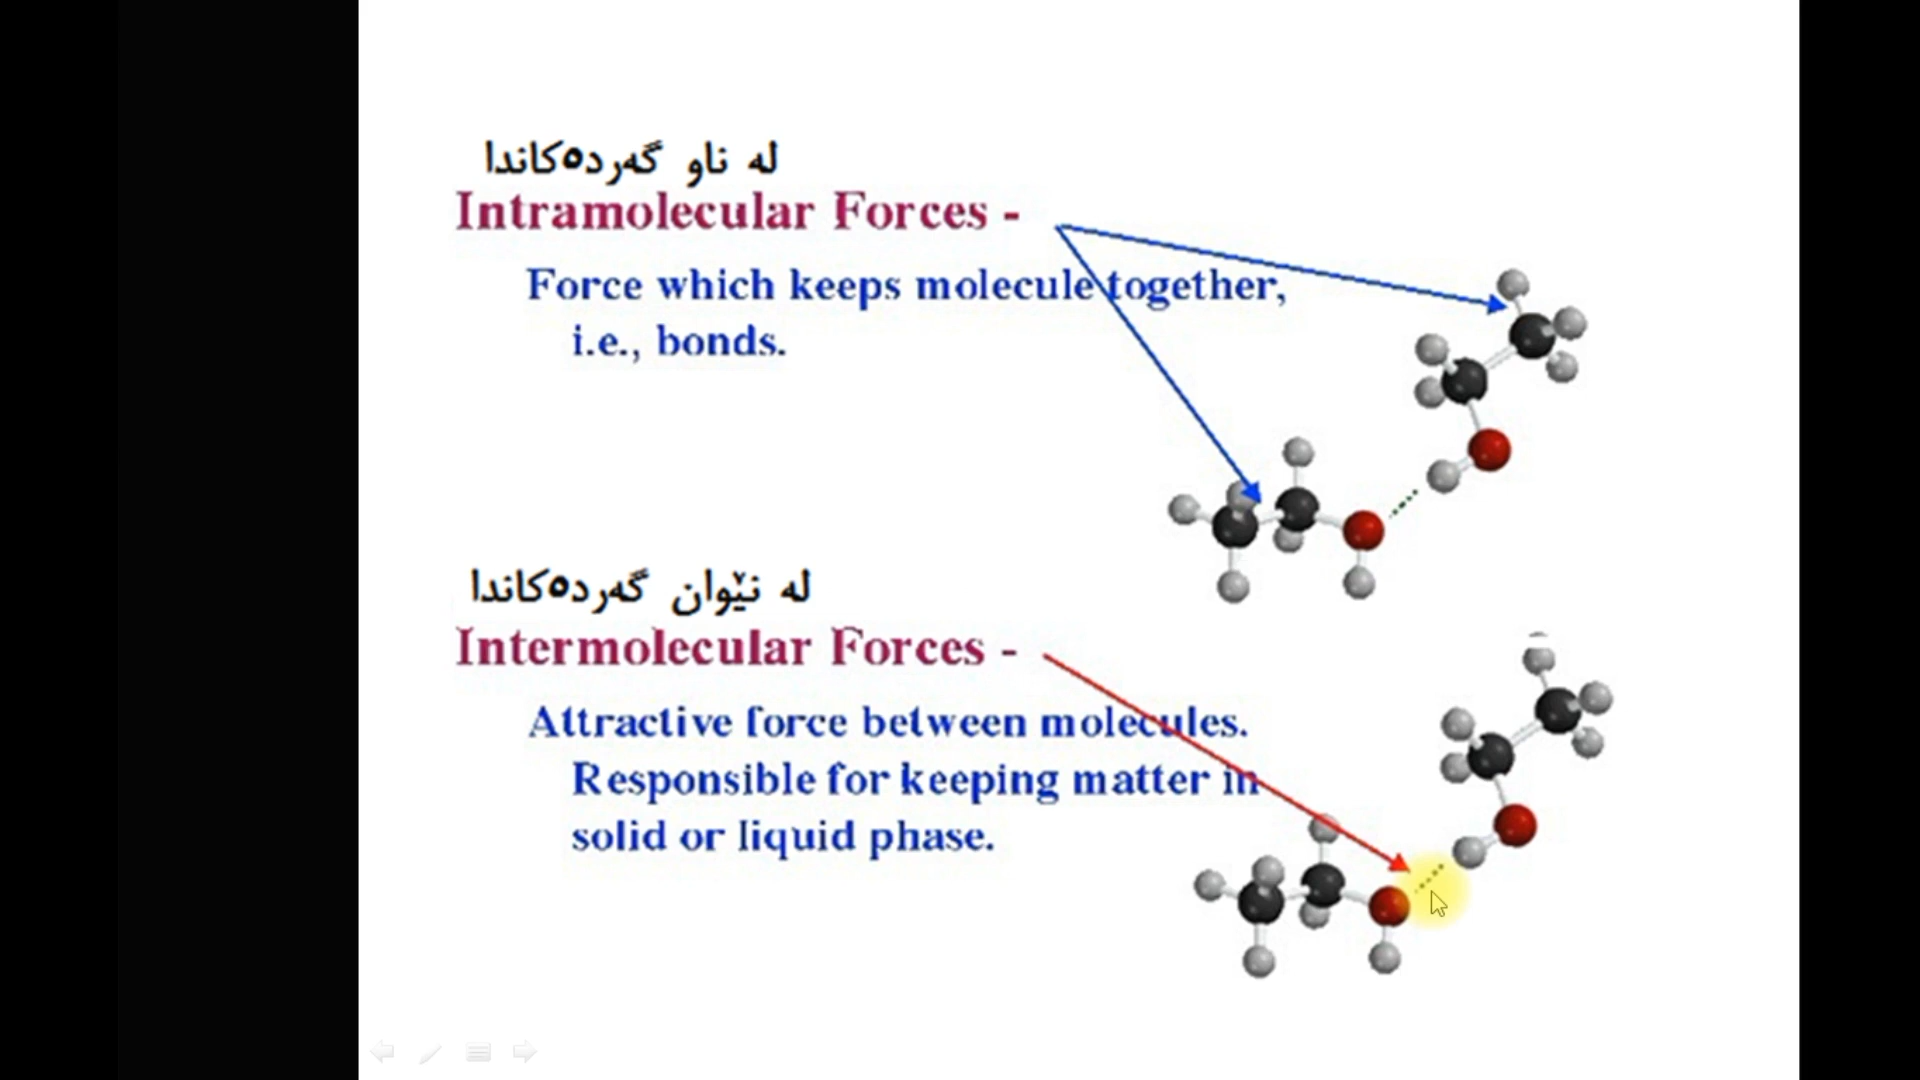 لە ناو گەردەکاندا
Intramolecular Forces -
Force which keeps molecule together,
i.e., bonds.
لە نێوان گەردەکاندا
Intermolecular Forces -
Attractive force between molecules.
Responsible for keeping matter in
solid or liquid phase.